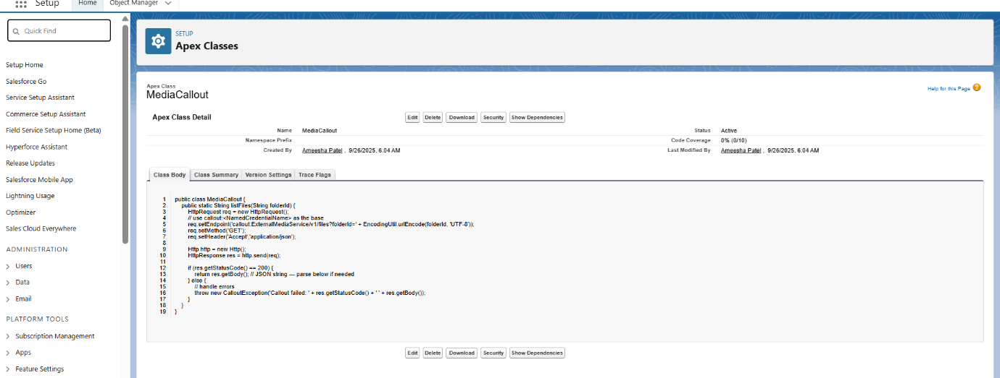 Setup Home Object Manager
Quick Find
Setup Home
Salesforce Go
Service Setup Assistant
Commerce Setup Assistant
Field Service Setup Home (Beta)
Hyperforce Assistant
Release Updates
Salesforce Mobile App
Lightning Usage
Optimizer
Sales Cloud Everywhere
ADMINISTRATION
Users
Data
Email
PLATFORM TOOLS
Subscription Management
Apps
Feature Settings
SETUP
Apex Classes
Apex Class
MediaCallout
Help for this Page ?
Apex Class Detail Edit Delete Download Security Show Dependencies
Name MediaCallout Status Active
Namespace Prefix Code Coverage 0% (0/10)
Created By Ameesha Patel , 9/26/2025, 6:04 AM Last Modified By Ameesha Patel , 9/26/2025, 6:04 AM
Class Body Class Summary Version Settings Trace Flags
1 public class MediaCallout {
2 public static String listFiles(String folderId) {
3 HttpRequest req = new HttpRequest();
4 // use callout:<NamedCredentialName> as the base
5 req.setEndpoint('callout:ExternalMediaService/v1/files?folderId=' + EncodingUtil.urlEncode(folderId, 'UTF-8'));
6 req.setMethod('GET');
7 req.setHeader('Accept','application/json');
8
9 Http http = new Http();
10 HttpResponse res = http.send(req);
11
12 if (res.getStatusCode() == 200) {
13 return res.getBody(); // JSON string — parse below if needed
14 } else {
15 // handle errors
16 throw new CalloutException('Callout failed: ' + res.getStatusCode() + ' ' + res.getBody());
17 }
18 }
19 }
Edit Delete Download Security Show Dependencies